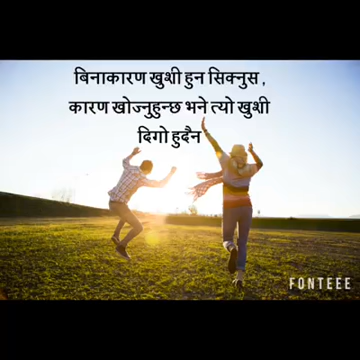 बिनाकारण खुशी हुन सिक्नुस ,
कारण खोज्नुहुन्छ भने त्यो खुशी
दिगो हुदैन
FONTEEE